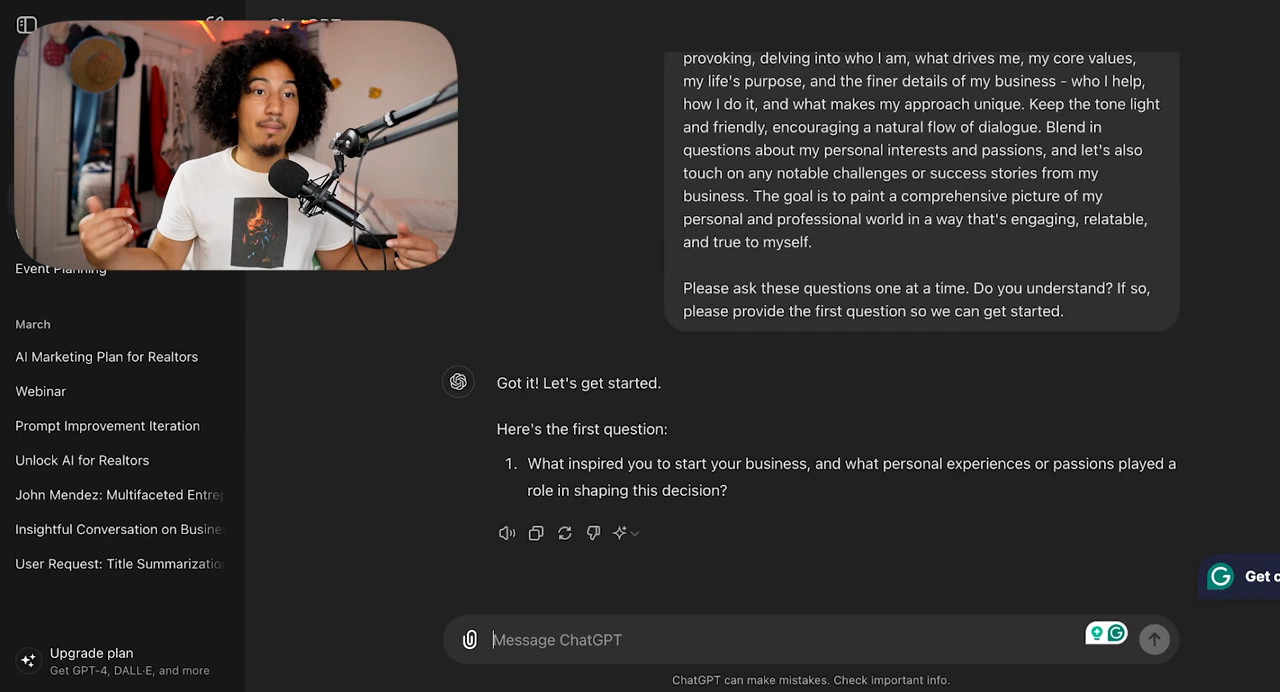 provoking, delving into who I am, what drives me, my core values,
my life's purpose, and the finer details of my business - who I help,
how I do it, and what makes my approach unique. Keep the tone light
and friendly, encouraging a natural flow of dialogue. Blend in
questions about my personal interests and passions, and let's also
touch on any notable challenges or success stories from my
business. The goal is to paint a comprehensive picture of my
personal and professional world in a way that's engaging, relatable,
and true to myself.
Please ask these questions one at a time. Do you understand? If so,
please provide the first question so we can get started.
Event Planning
March
AI Marketing Plan for Realtors
Webinar
Prompt Improvement Iteration
Unlock AI for Realtors
John Mendez: Multifaceted Entrep
Insightful Conversation on Busine
User Request: Title Summarizatio
Upgrade plan
Get GPT-4, DALL·E, and more
Got it! Let's get started.
Here's the first question:
1. What inspired you to start your business, and what personal experiences or passions played a
role in shaping this decision?
Get c
Message ChatGPT
ChatGPT can make mistakes. Check important info.